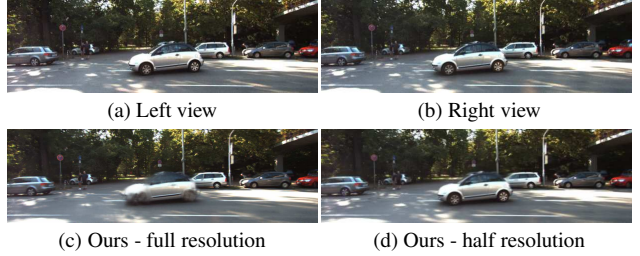 (a) Left view
(b) Right view
(c) Ours - full resolution
(d) Ours - half resolution